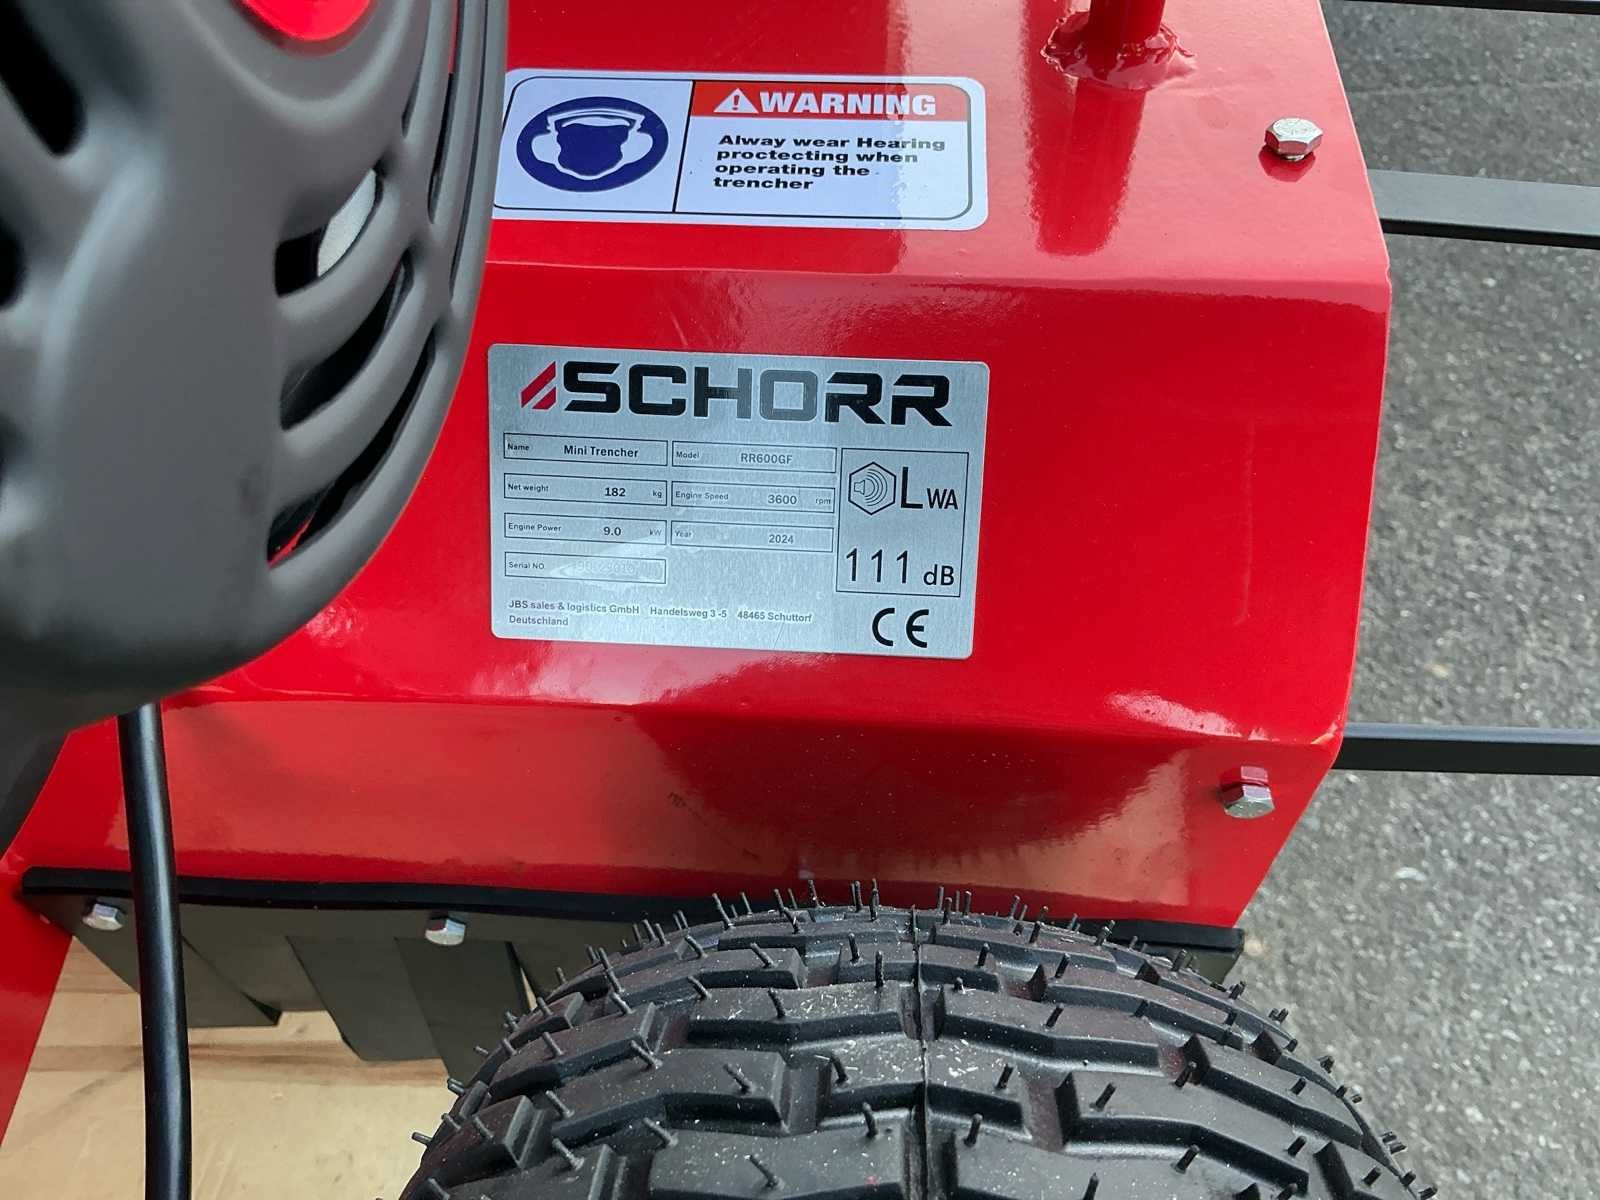 WARNING
Alway wear Hearing
proctecting when
operating the
trencher
SCHORR
Name Mini Trencher Model RR600GF
Net weight 182 kg Engine Speed 3600 rpm
Engine Power 9.0 kW Year 2024
Serial NO.
LWA
111 dB
JBS sales & logistics GmbH Handelsweg 3 -5 48465 Schuttorf
Deutschland
CE